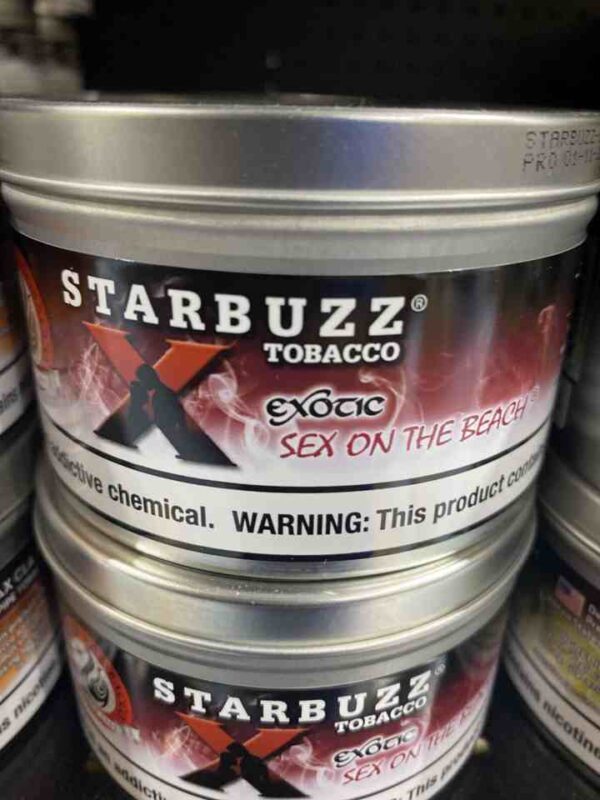 STARBUZZ
PRO
STARBUZZ®
TOBACCO
EXOTIC
SEX ON THE BEACH®
addictive chemical. WARNING: This product
STARBUZZ
TOBACCO
EXOTIC
SEX ON THE
This
nicotine